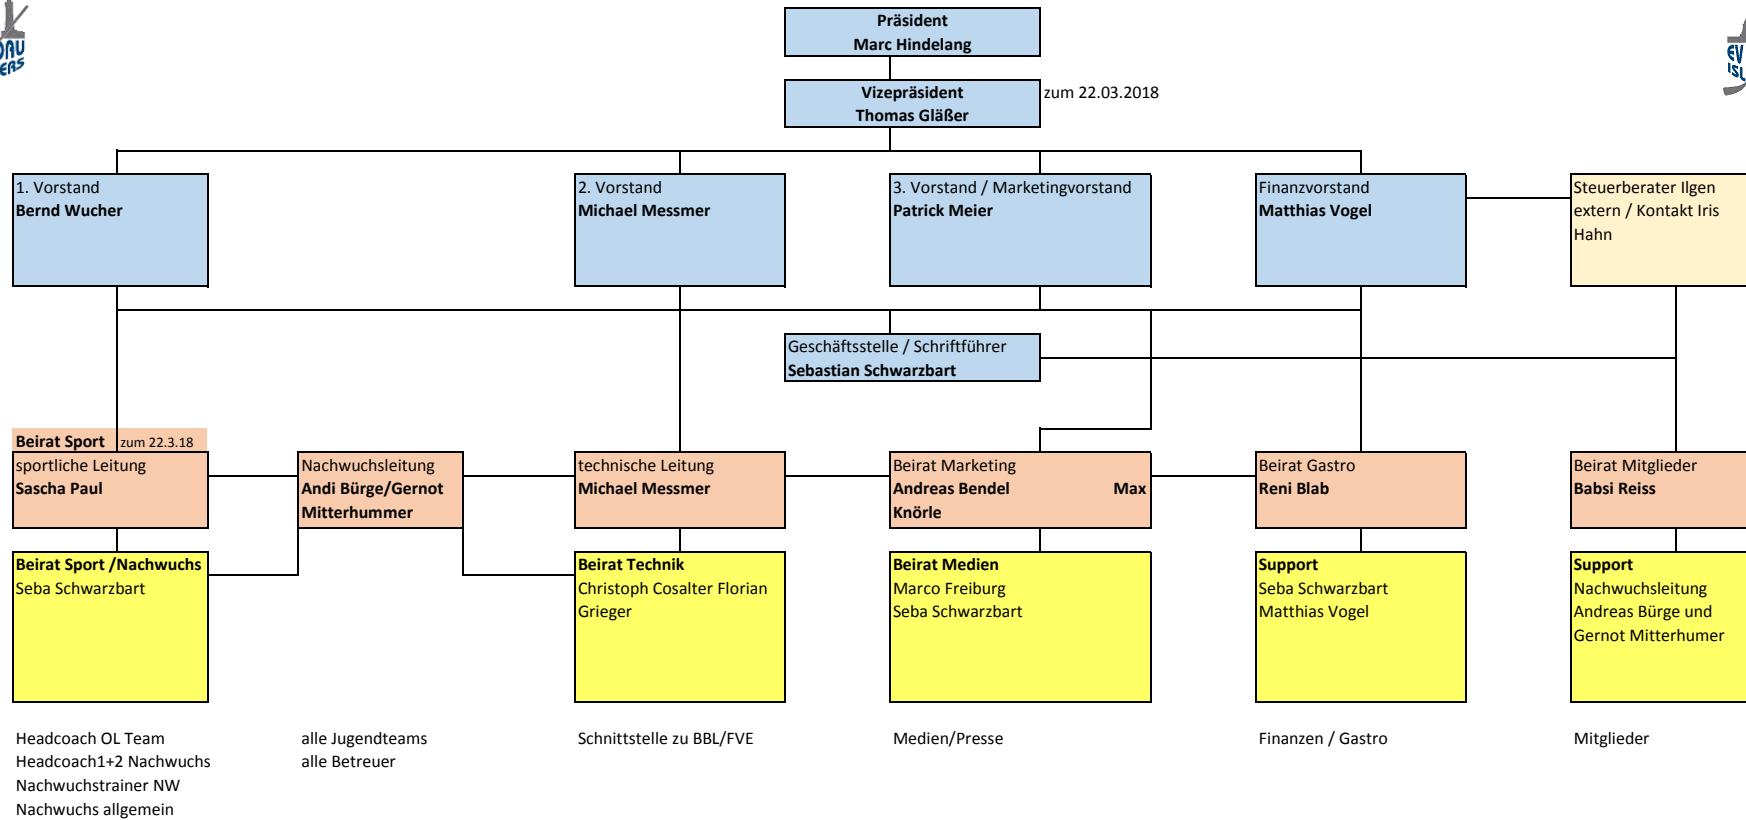 Präsident
Marc Hindelang
Vizepräsident
Thomas Gläßer
zum 22.03.2018
1. Vorstand
Bernd Wucher
2. Vorstand
Michael Messmer
3. Vorstand / Marketingvorstand
Patrick Meier
Finanzvorstand
Matthias Vogel
Steuerberater Ilgen
extern / Kontakt Iris
Hahn
Geschäftsstelle / Schriftführer
Sebastian Schwarzbart
Beirat Sport zum 22.3.18
sportliche Leitung
Sascha Paul
Nachwuchsleitung
Andi Bürge/Gernot
Mitterhummer
technische Leitung
Michael Messmer
Beirat Marketing
Andreas Bendel Max
Knörle
Beirat Gastro
Reni Blab
Beirat Mitglieder
Babsi Reiss
Beirat Sport /Nachwuchs
Seba Schwarzbart
Beirat Technik
Christoph Cosalter Florian
Grieger
Beirat Medien
Marco Freiburg
Seba Schwarzbart
Support
Seba Schwarzbart
Matthias Vogel
Support
Nachwuchsleitung
Andreas Bürge und
Gernot Mitterhumer
Headcoach OL Team
Headcoach1+2 Nachwuchs
Nachwuchstrainer NW
Nachwuchs allgemein
alle Jugendteams
alle Betreuer
Schnittstelle zu BBL/FVE
Medien/Presse
Finanzen / Gastro
Mitglieder